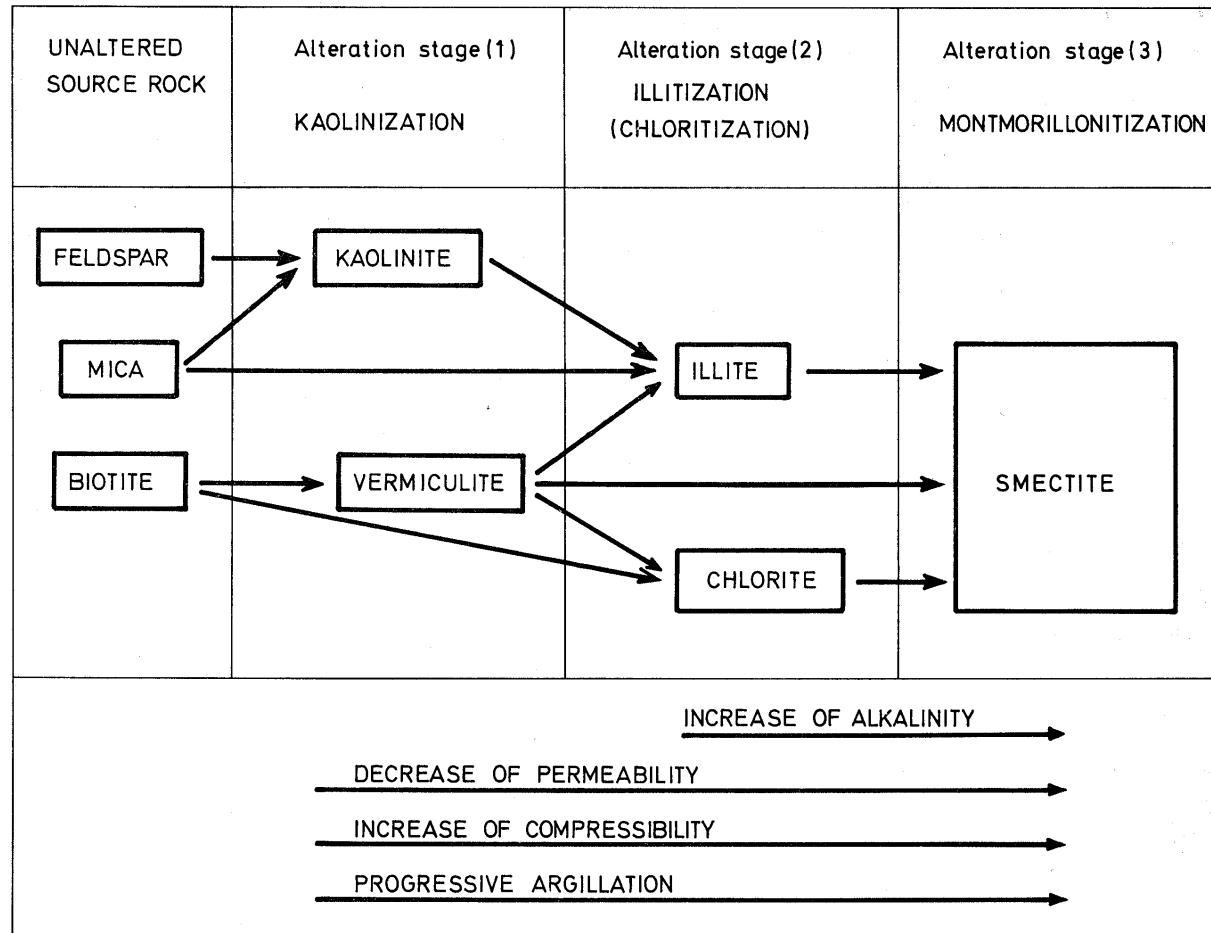 UNALTERED
SOURCE ROCK
Alteration stage(1)
KAOLINIZATION
Alteration stage(2)
ILLITIZATION
(CHLORITIZATION)
Alteration stage(3)
MONTMORILLONITIZATION
FELDSPAR
KAOLINITE
MICA
ILLITE
BIOTITE
VERMICULITE
SMECTITE
CHLORITE
INCREASE OF ALKALINITY
DECREASE OF PERMEABILITY
INCREASE OF COMPRESSIBILITY
PROGRESSIVE ARGILLATION